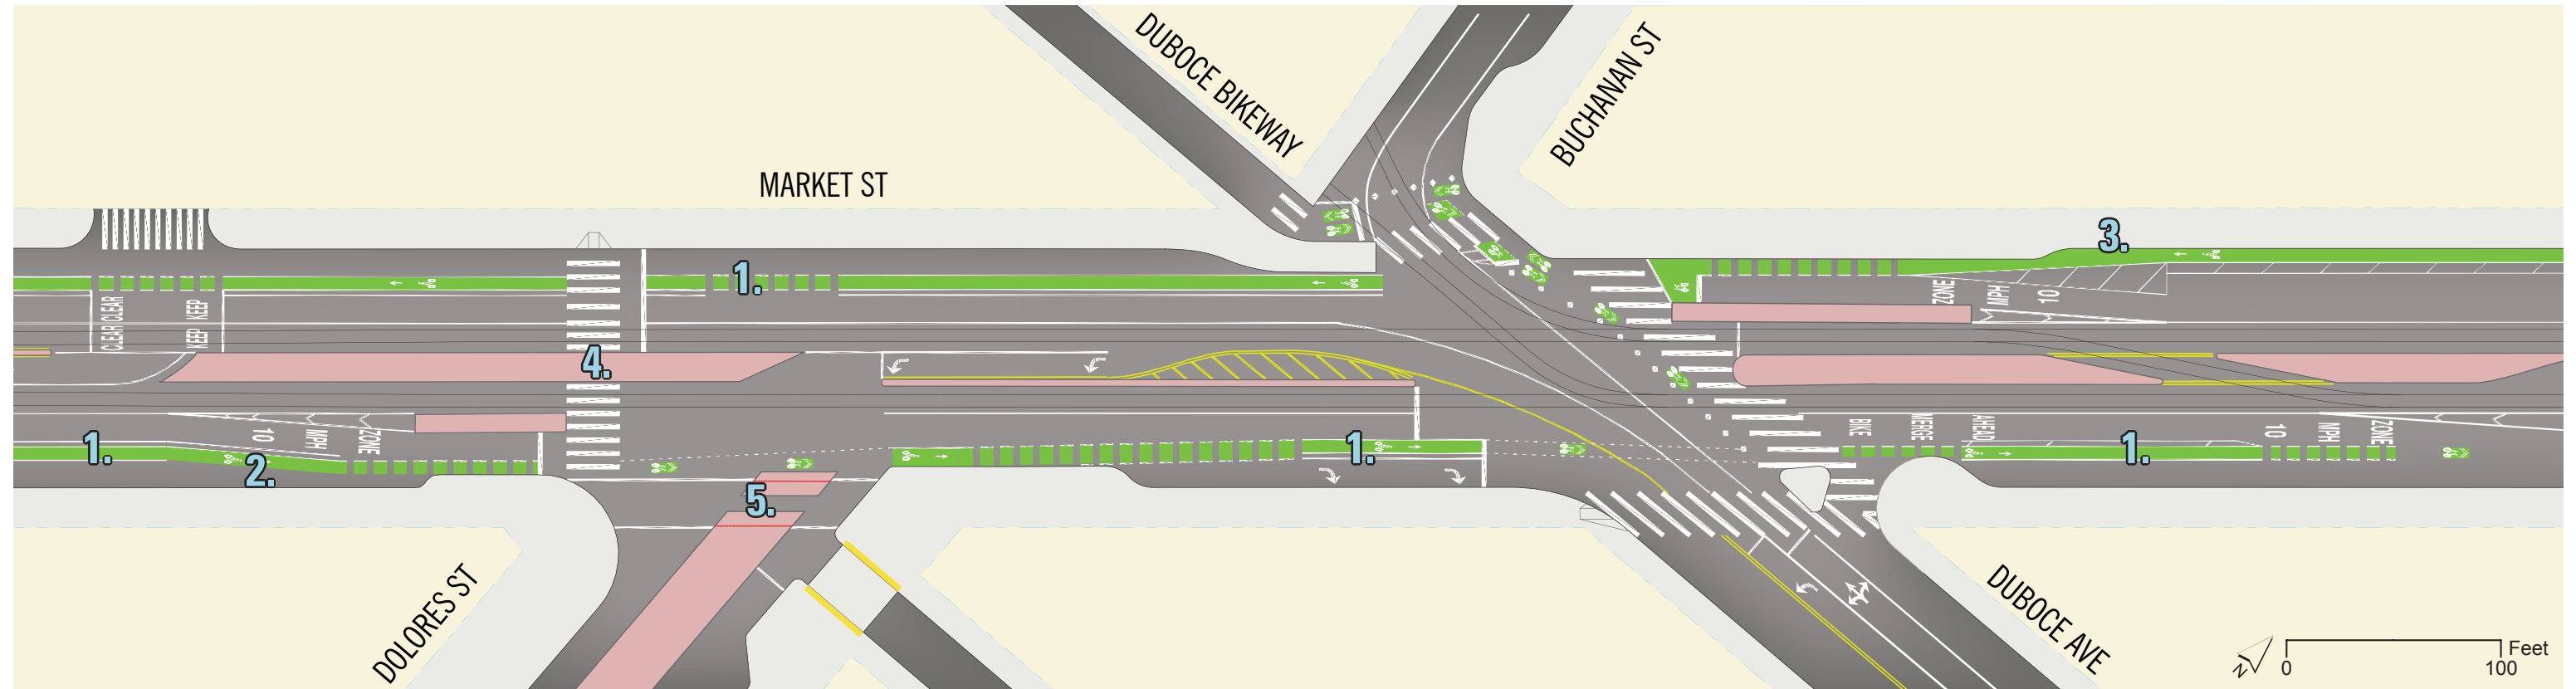 DUBOCE BIKEWAY
BUCHANAN ST
MARKET ST
3.
1.
CLEAR CLEAR
KEEP KEEP
ZONE
MPH
10
4.
1.
2.
10
MPH
ZONE
1.
BIKE
MERGE
AHEAD
1.
10
MPH
ZONE
5.
DOLORES ST
DUBOCE AVE
N
0
100
Feet